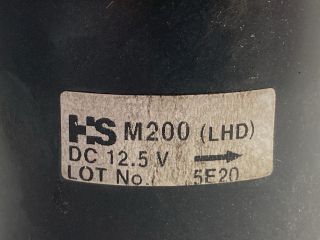 HS M200 (LHD)
DC 12.5 V →
LOT No. 5E20